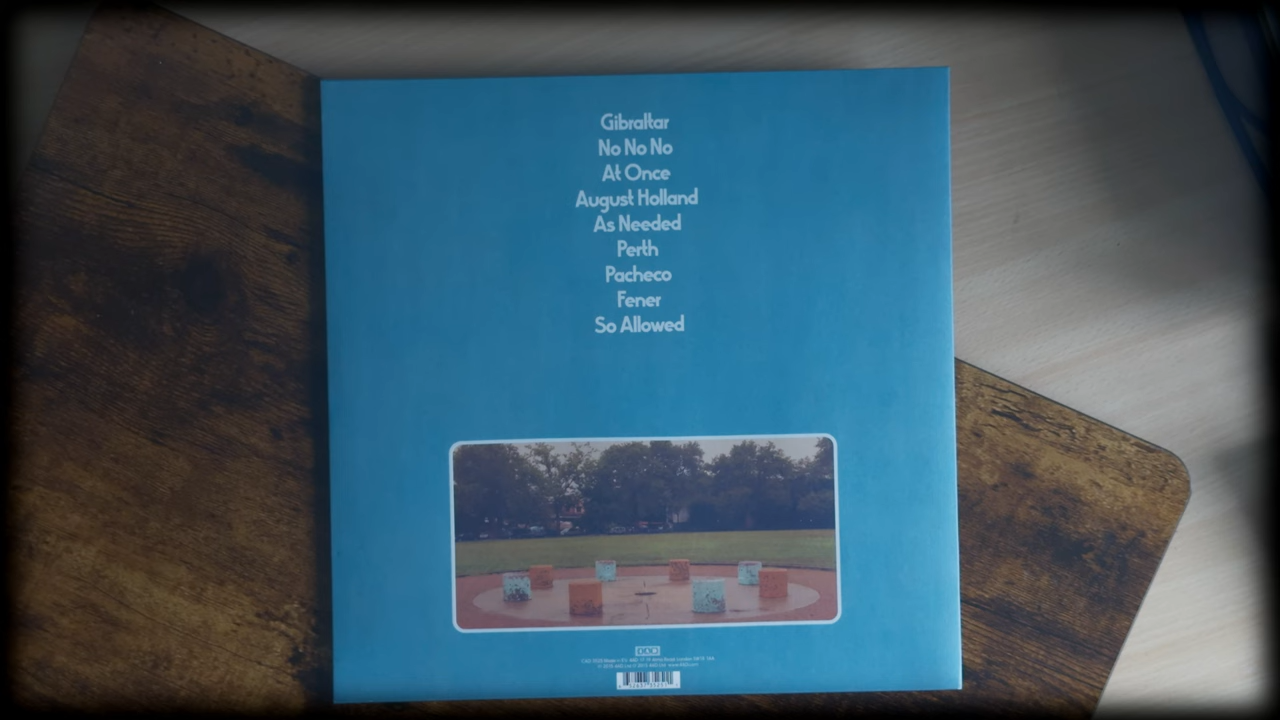 Gibraltar
No No No
At Once
August Holland
As Needed
Perth
Pacheco
Fener
So Allowed